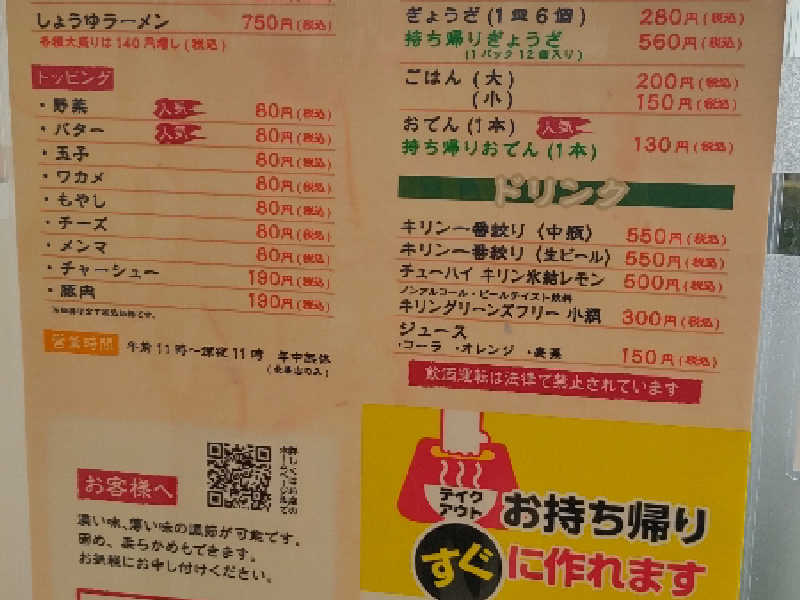 しょうゆラーメン 750円(税込)
各種大盛りは140円増し(税込)
トッピング
・野菜 人気 80円(税込)
・バター 人気 80円(税込)
・玉子 80円(税込)
・ワカメ 80円(税込)
・もやし 80円(税込)
・チーズ 80円(税込)
・メンマ 80円(税込)
・チャーシュー 190円(税込)
・豚肉 190円(税込)
営業時間 午前11時〜深夜11時 年中無休
ぎょうざ(1皿6個) 280円(税込)
持ち帰りぎょうざ 560円(税込)
(1パック12個入り)
ごはん(大) 200円(税込)
(小) 150円(税込)
おでん(1本) 人気
持ち帰りおでん(1本) 130円(税込)
ドリンク
キリン一番絞り〈中瓶〉 550円(税込)
キリン一番絞り〈生ビール〉 550円(税込)
チューハイ キリン氷結レモン 500円(税込)
ノンアルコール・ビールテイスト飲料
キリングリーンズフリー 小瓶 300円(税込)
ジュース
・コーラ ・オレンジ 150円(税込)
飲酒運転は法律で禁止されています
お客様へ
濃い味、薄い味の調節が可能です。
固め、柔らかめもできます。
お気軽にお申し付けください。
テイク
アウト
お持ち帰り
すぐに作れます